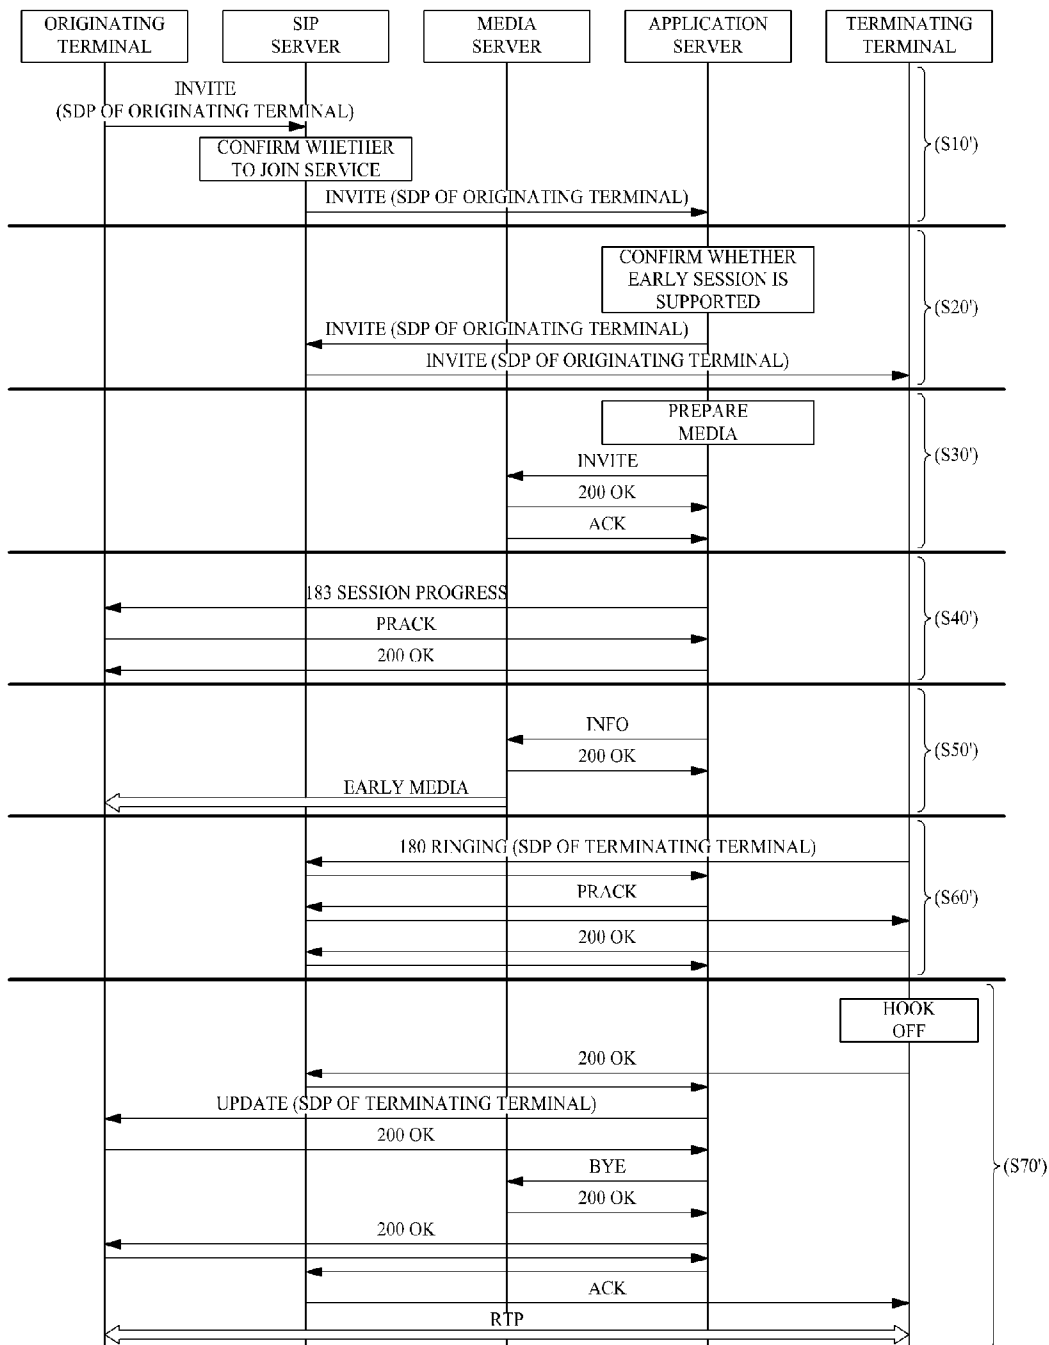 ORIGINATING
TERMINAL
SIP
SERVER
MEDIA
SERVER
APPLICATION
SERVER
TERMINATING
TERMINAL
INVITE
(SDP OF ORIGINATING TERMINAL)
CONFIRM WHETHER
TO JOIN SERVICE
(S10')
INVITE (SDP OF ORIGINATING TERMINAL)
CONFIRM WHETHER
EARLY SESSION IS
SUPPORTED
(S20')
INVITE (SDP OF ORIGINATING TERMINAL)
INVITE (SDP OF ORIGINATING TERMINAL)
PREPARE
MEDIA
(S30')
INVITE
200 OK
ACK
183 SESSION PROGRESS
(S40')
PRACK
200 OK
INFO
(S50')
200 OK
EARLY MEDIA
180 RINGING (SDP OF TERMINATING TERMINAL)
PRACK
(S60')
200 OK
HOOK
OFF
200 OK
UPDATE (SDP OF TERMINATING TERMINAL)
200 OK
BYE
(S70')
200 OK
200 OK
ACK
RTP